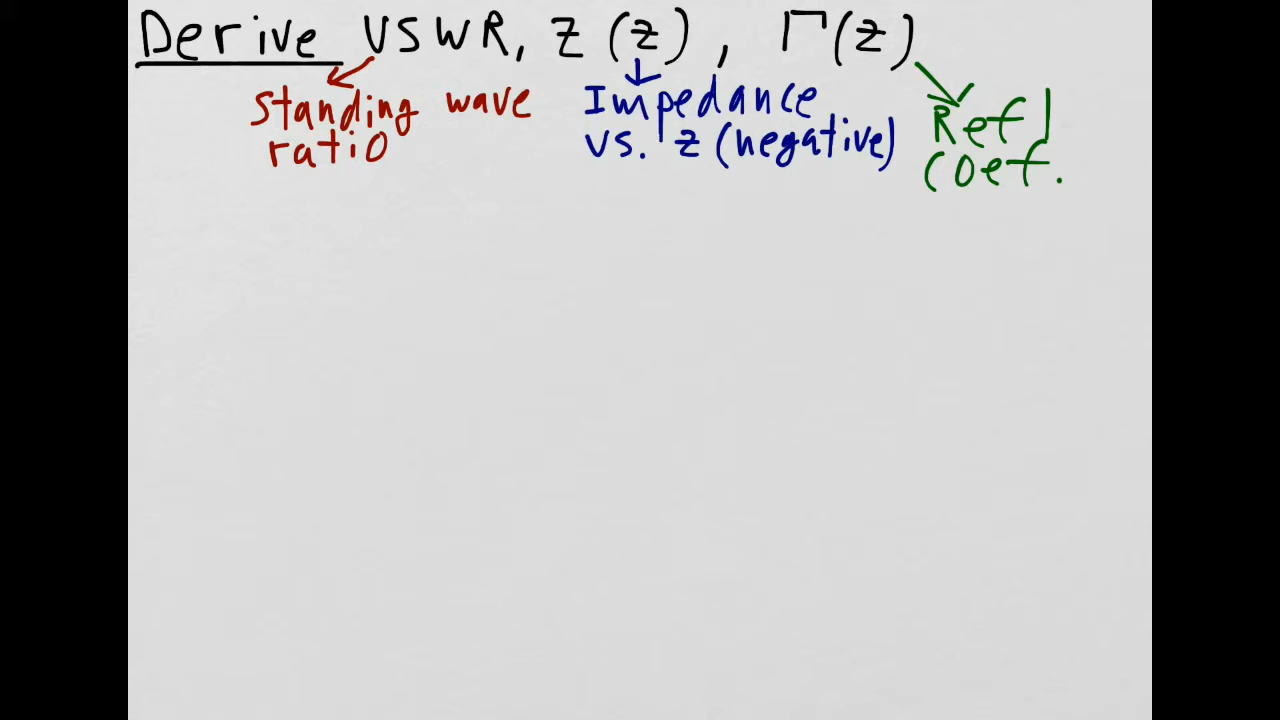 Derive VSWR, Z(z), Γ(z)
Standing wave
ratio
Impedance
vs. z (negative)
Refl
coef.